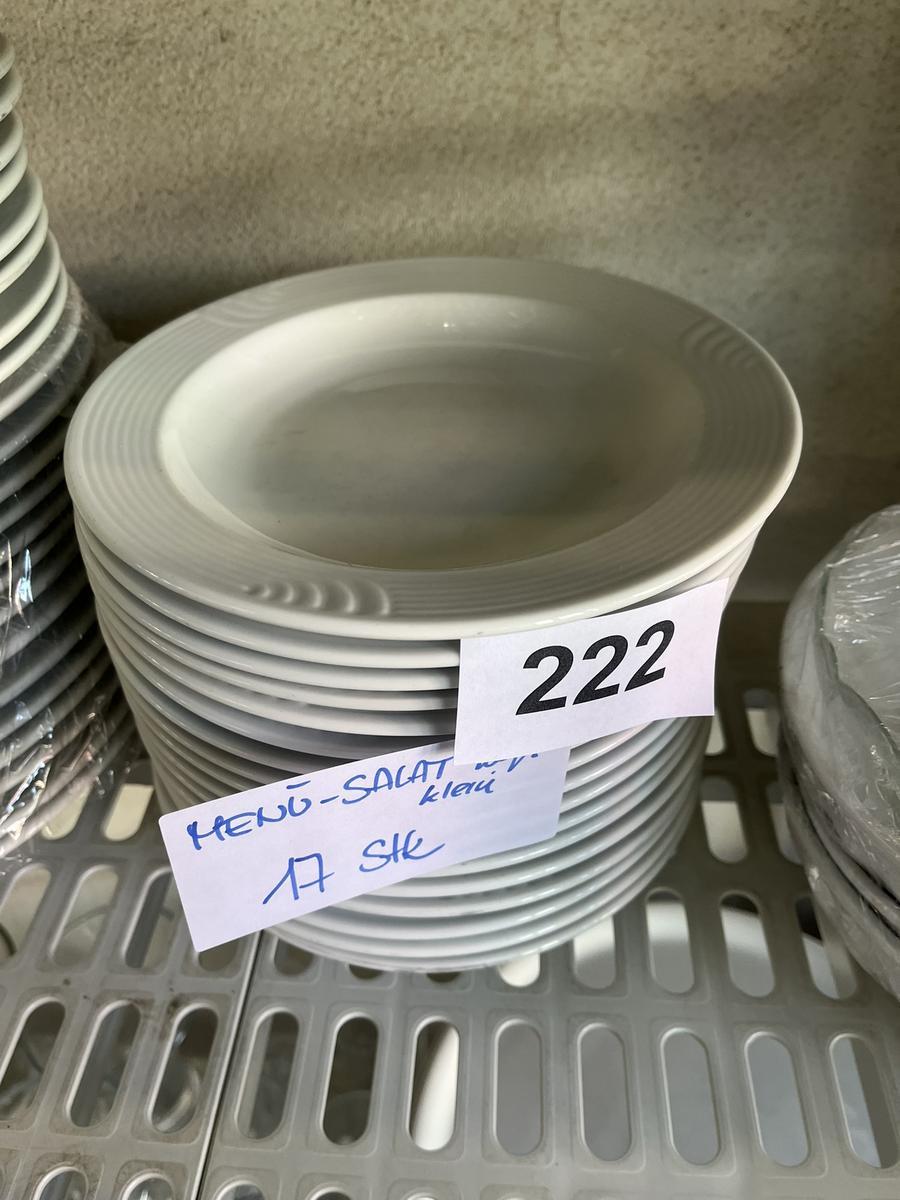 222
MENÜ-SALAT
klein
17 Stk